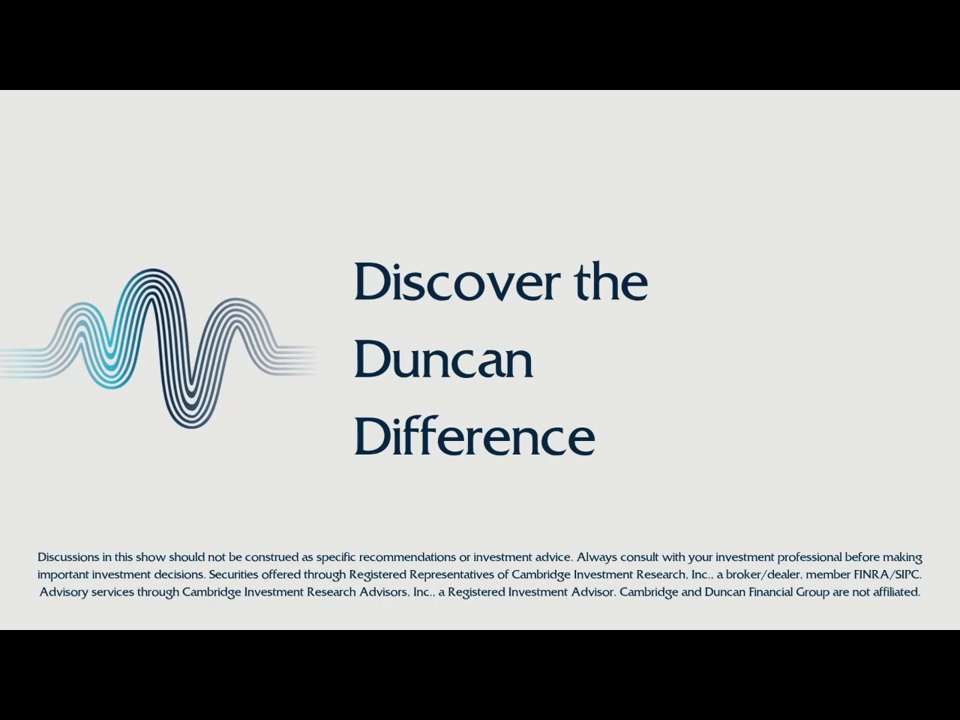 Discover the
Duncan
Difference
Discussions in this show should not be construed as specific recommendations or investment advice. Always consult with your investment professional before making
important investment decisions. Securities offered through Registered Representatives of Cambridge Investment Research, Inc., a broker/dealer, member FINRA/SIPC.
Advisory services through Cambridge Investment Research Advisors, Inc., a Registered Investment Advisor. Cambridge and Duncan Financial Group are not affiliated.